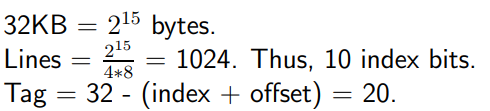 32KB = 2^15 bytes.
Lines = 2^15/4*8 = 1024. Thus, 10 index bits.
Tag = 32 - (index + offset) = 20.